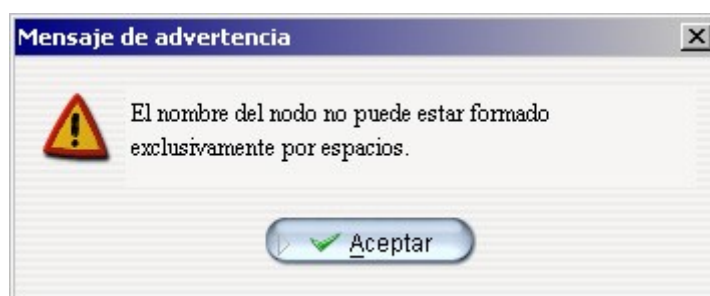 Mensaje de advertencia
El nombre del nodo no puede estar formado
exclusivamente por espacios.
Aceptar